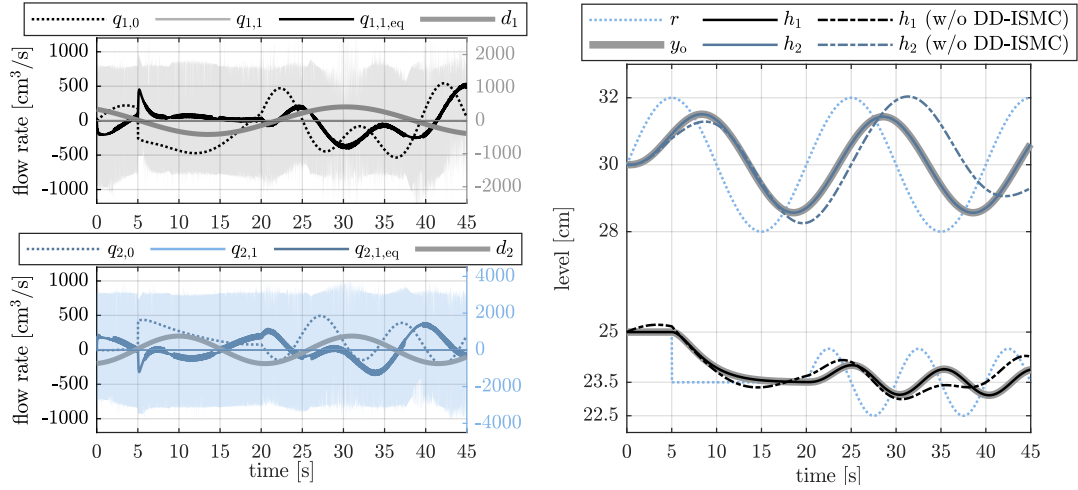 q₁,₀ q₁,₁ q₁,₁,eq d₁
1000
500
0
-500
-1000
2000
1000
0
-1000
-2000
flow rate [cm³/s]
0 5 10 15 20 25 30 35 40 45
q₂,₀ q₂,₁ q₂,₁,eq d₂
1000
500
0
-500
-1000
4000
2000
0
-2000
-4000
flow rate [cm³/s]
0 5 10 15 20 25 30 35 40 45
time [s]
r h₁ h₁ (w/o DD-ISMC)
yₒ h₂ h₂ (w/o DD-ISMC)
32
30
28
25
23.5
22.5
level [cm]
0 5 10 15 20 25 30 35 40 45
time [s]